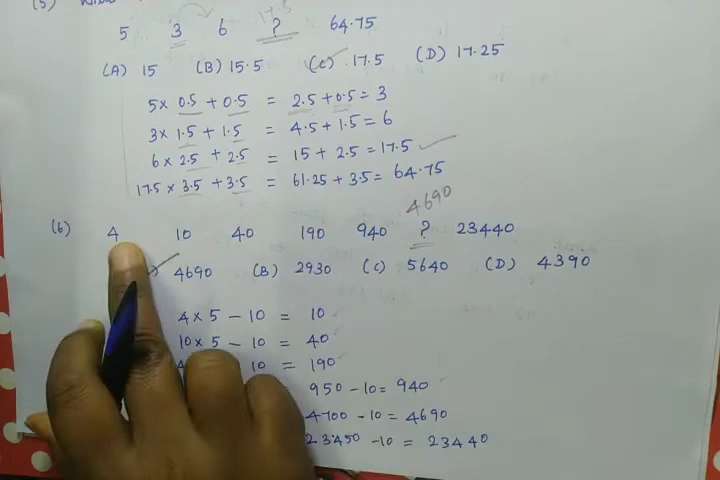 (5)
17.5
5 3 6 ? 64.75
(A) 15 (B) 15.5 (C) 17.5 (D) 17.25
5 × 0.5 + 0.5 = 2.5 + 0.5 = 3
3 × 1.5 + 1.5 = 4.5 + 1.5 = 6
6 × 2.5 + 2.5 = 15 + 2.5 = 17.5
17.5 × 3.5 + 3.5 = 61.25 + 3.5 = 64.75
4690
(6) 4 10 40 190 940 ? 23440
) 4690 (B) 2930 (C) 5640 (D) 4390
4 × 5 - 10 = 10
10 × 5 - 10 = 40
4 10 = 190
950 - 10 = 940
4700 - 10 = 4690
23450 - 10 = 23440